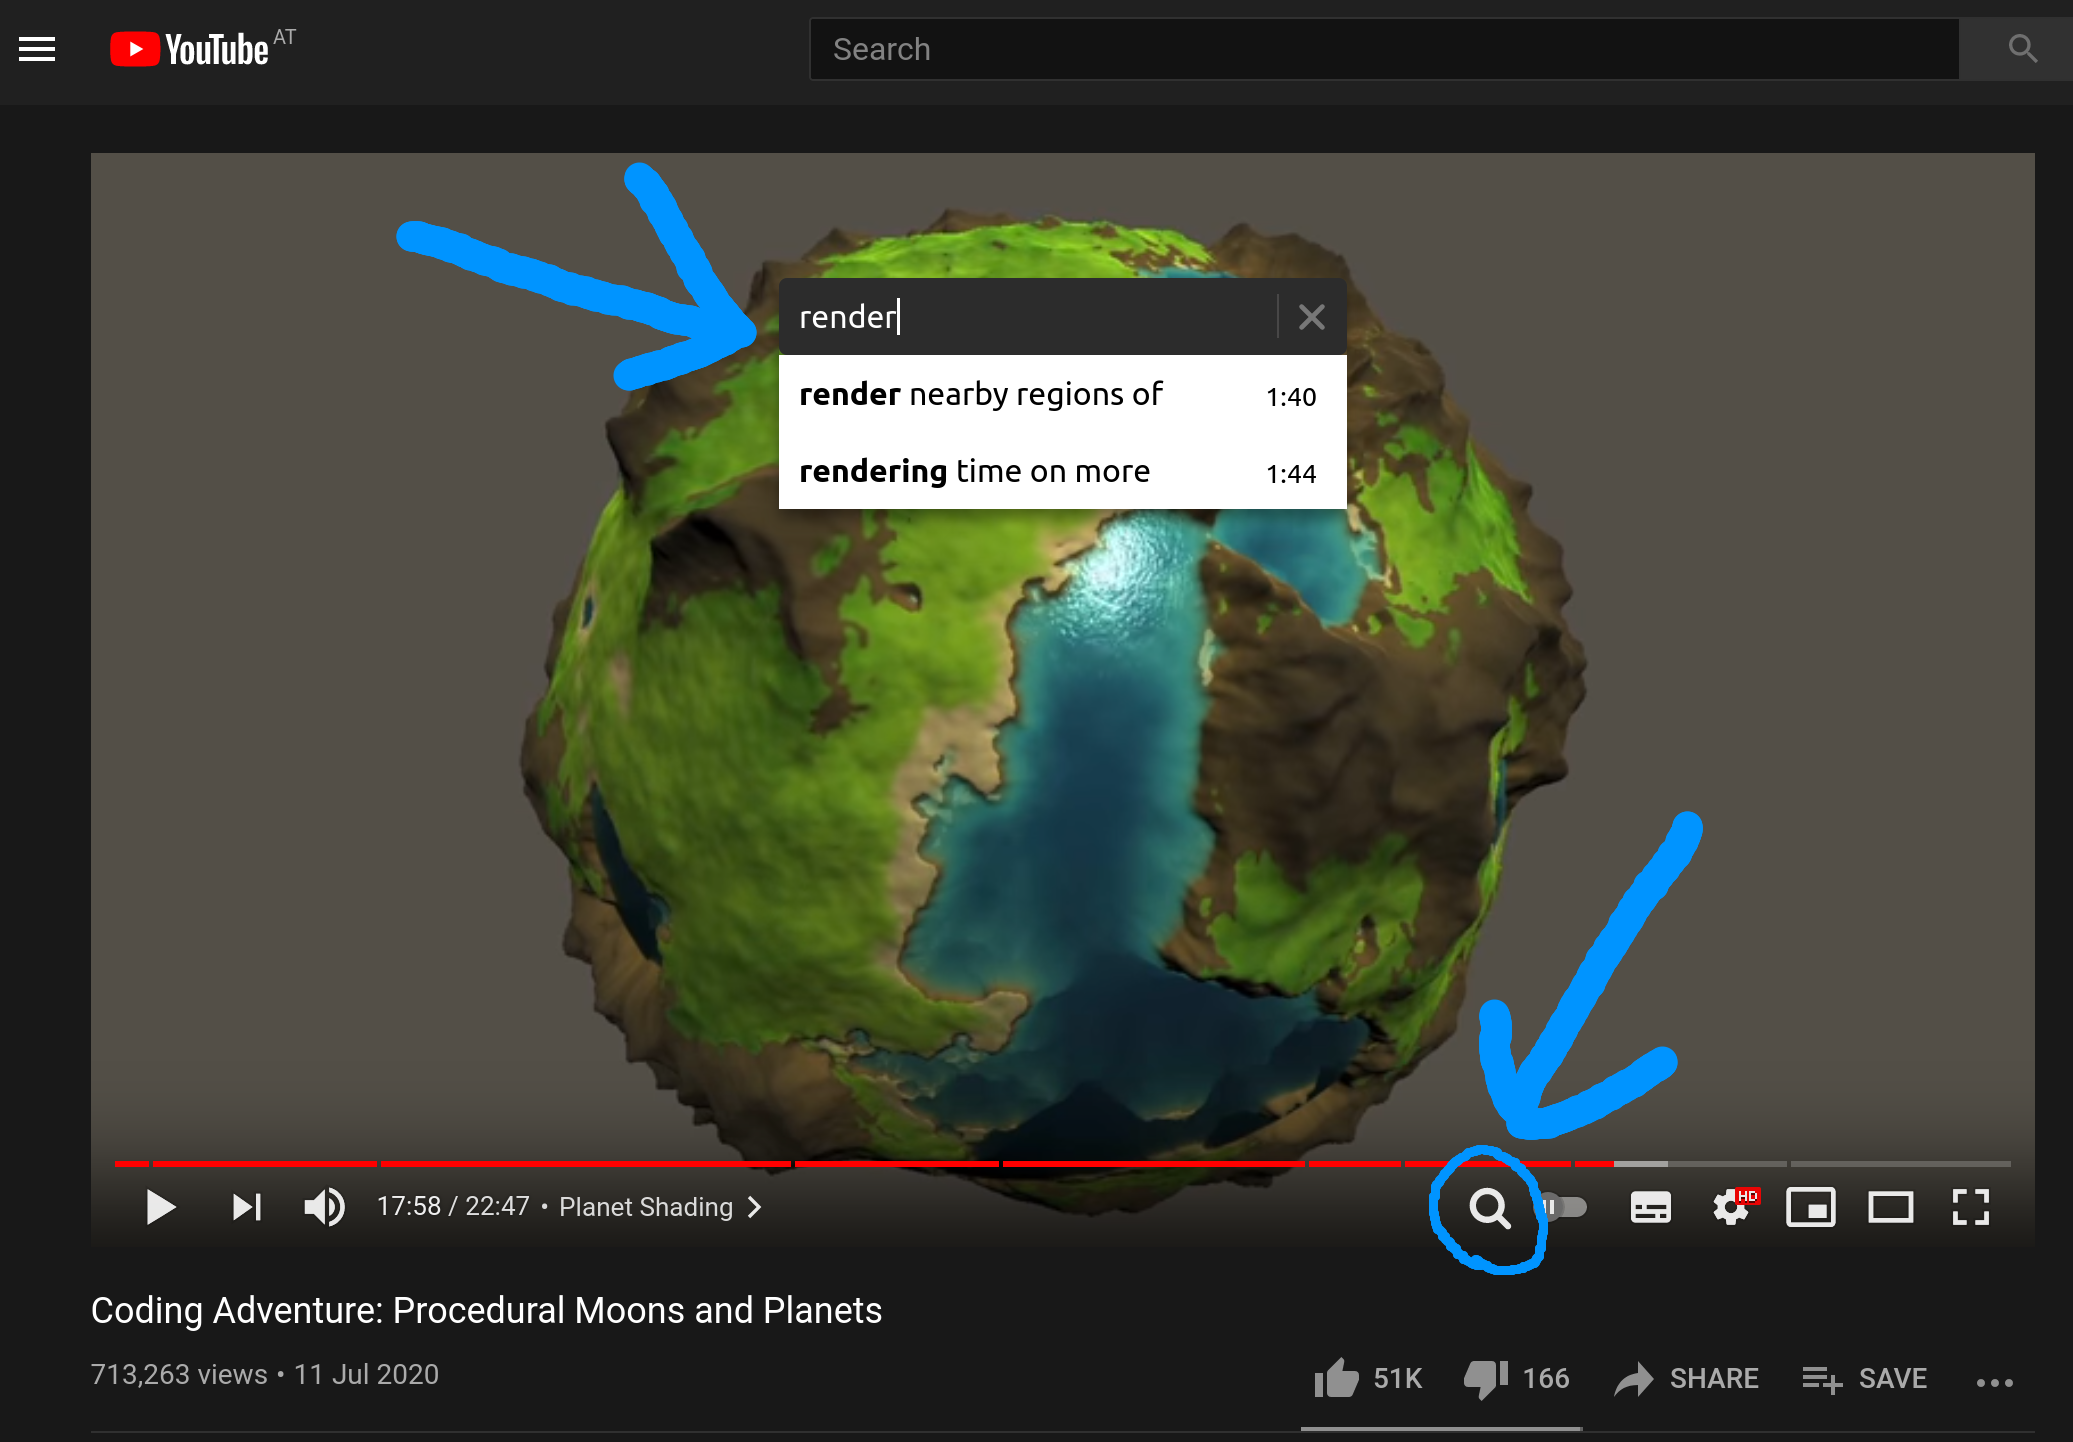 YouTube AT
Search
render
render nearby regions of 1:40
rendering time on more 1:44
17:58 / 22:47 • Planet Shading
HD
Coding Adventure: Procedural Moons and Planets
713,263 views • 11 Jul 2020
51K 166 SHARE SAVE